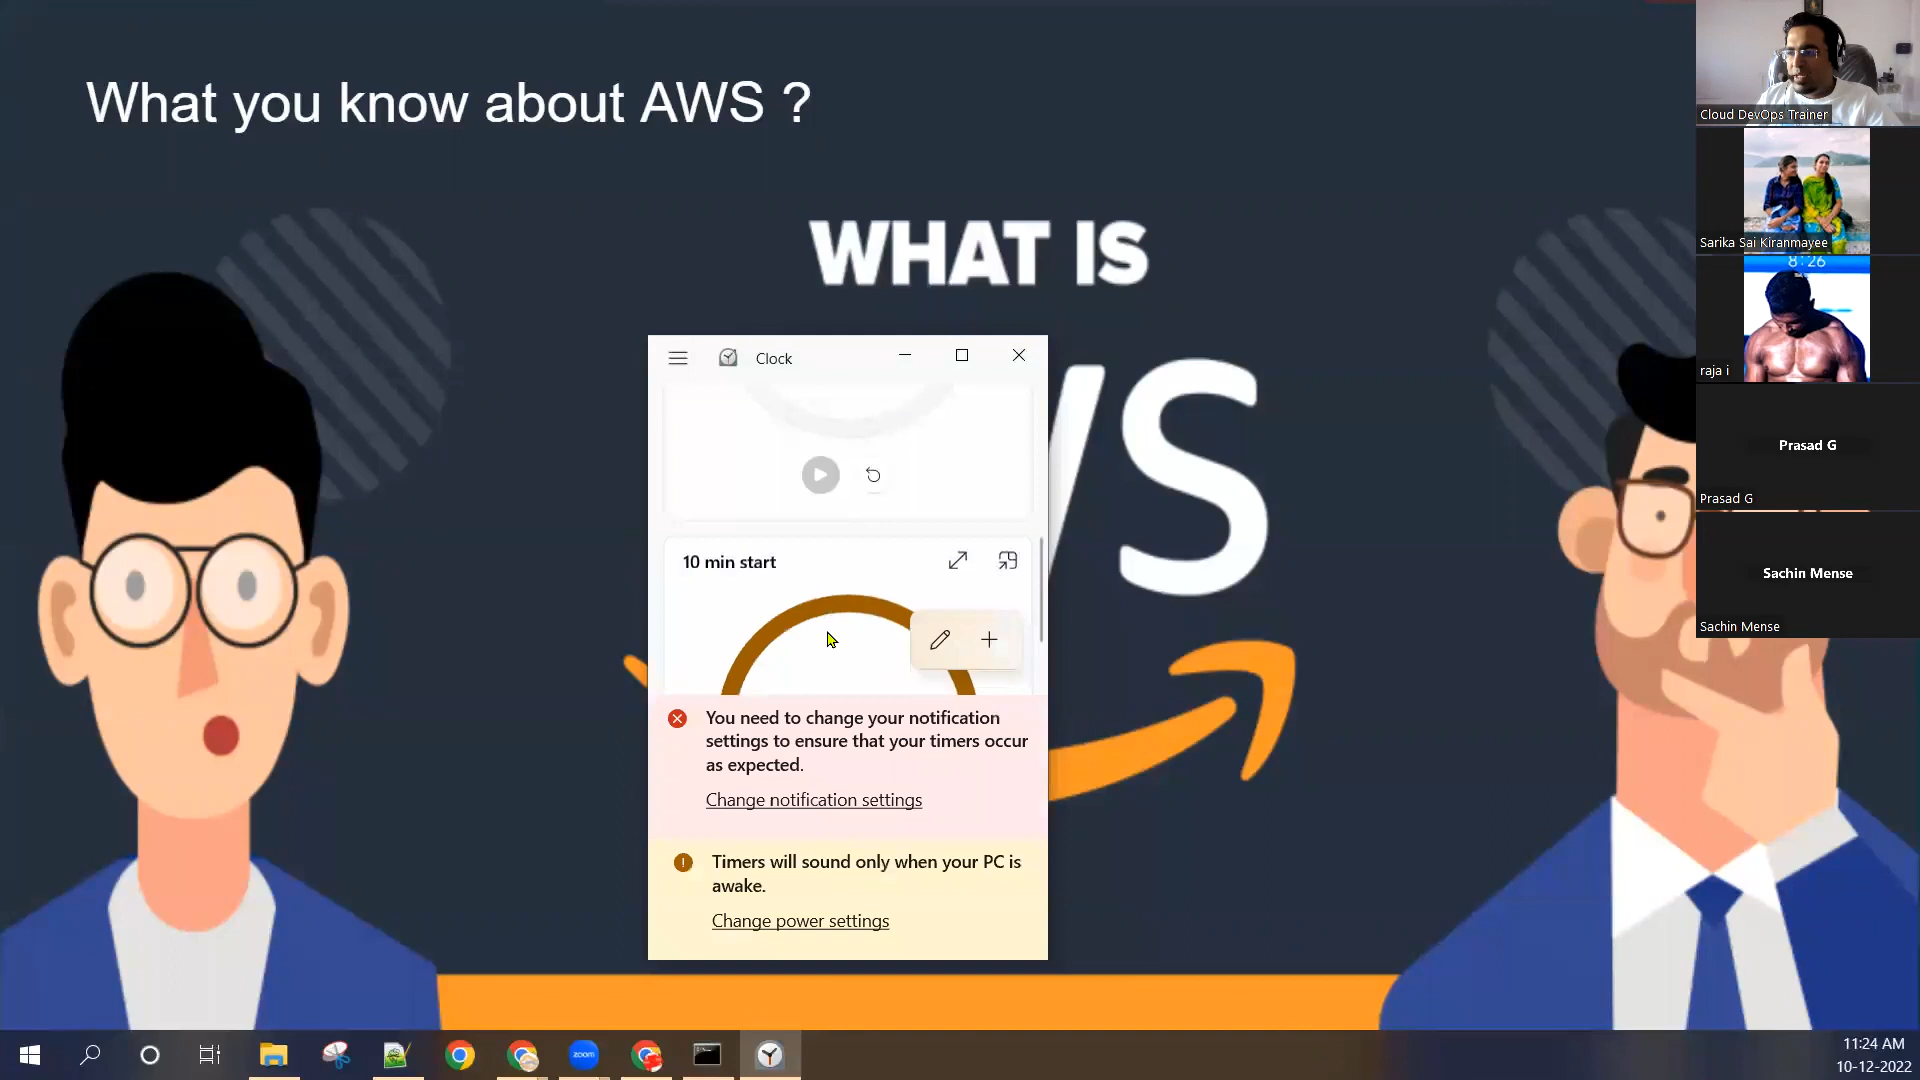 What you know about AWS ?
WHAT IS
WS
Clock
10 min start
You need to change your notification
settings to ensure that your timers occur
as expected.
Change notification settings
Timers will sound only when your PC is
awake.
Change power settings
Cloud DevOps Trainer
Sarika Sai Kiranmayee
8:26
raja i
Prasad G
Prasad G
Sachin Mense
Sachin Mense
zoom
11:24 AM
10-12-2022